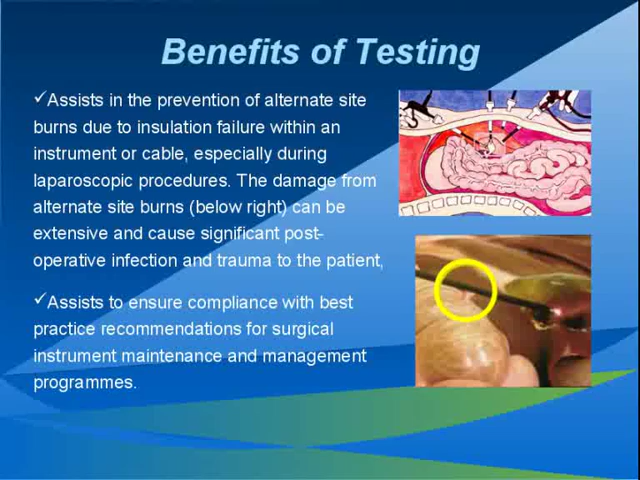 Benefits of Testing
✓Assists in the prevention of alternate site
burns due to insulation failure within an
instrument or cable, especially during
laparoscopic procedures. The damage from
alternate site burns (below right) can be
extensive and cause significant post-
operative infection and trauma to the patient,
✓Assists to ensure compliance with best
practice recommendations for surgical
instrument maintenance and management
programmes.